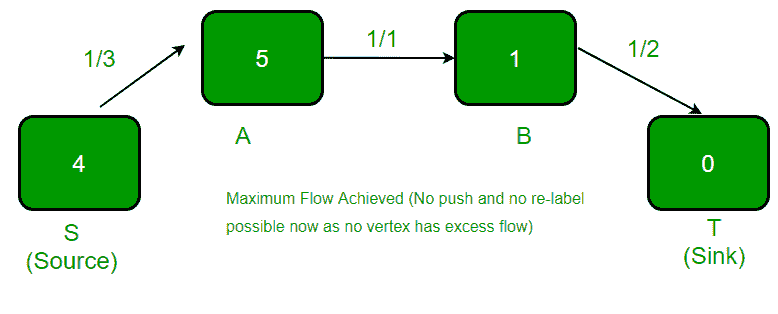 1/3
5
1/1
1
1/2
4
A
B
0
S
(Source)
Maximum Flow Achieved (No push and no re-label
possible now as no vertex has excess flow)
T
(Sink)